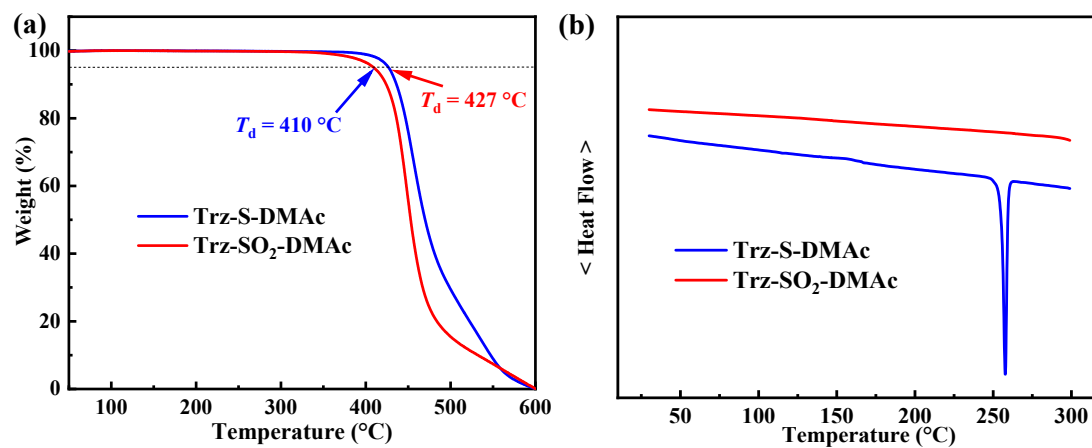 (a)
Weight (%)
100
80
60
40
20
0
T_d = 410 °C
T_d = 427 °C
Trz-S-DMAc
Trz-SO₂-DMAc
100 200 300 400 500 600
Temperature (°C)
(b)
< Heat Flow >
Trz-S-DMAc
Trz-SO₂-DMAc
50 100 150 200 250 300
Temperature (°C)